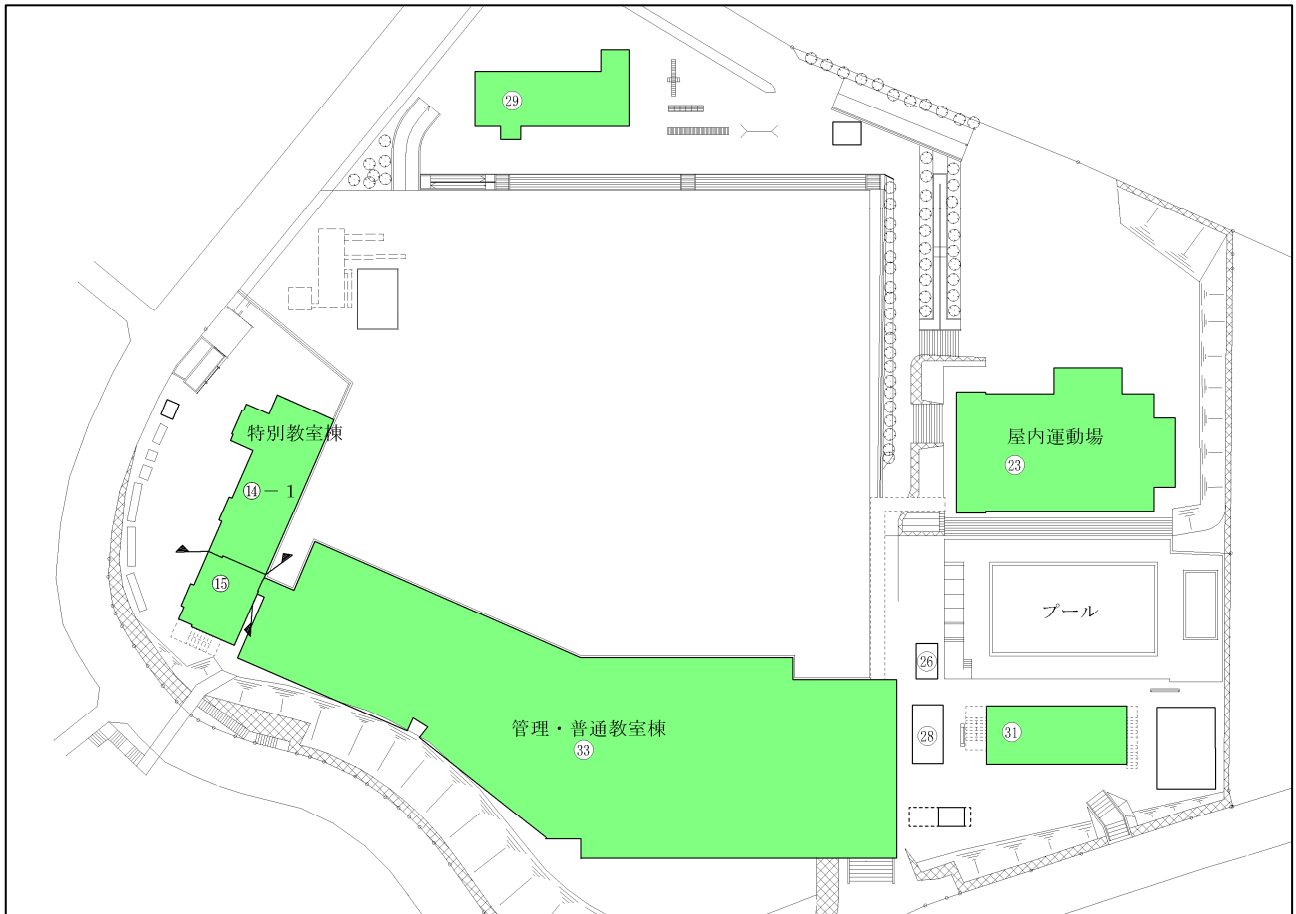 ㉙
特別教室棟
⑭－１
⑮
屋内運動場
㉓
プール
㉖
管理・普通教室棟
㉝
㉘
㉛